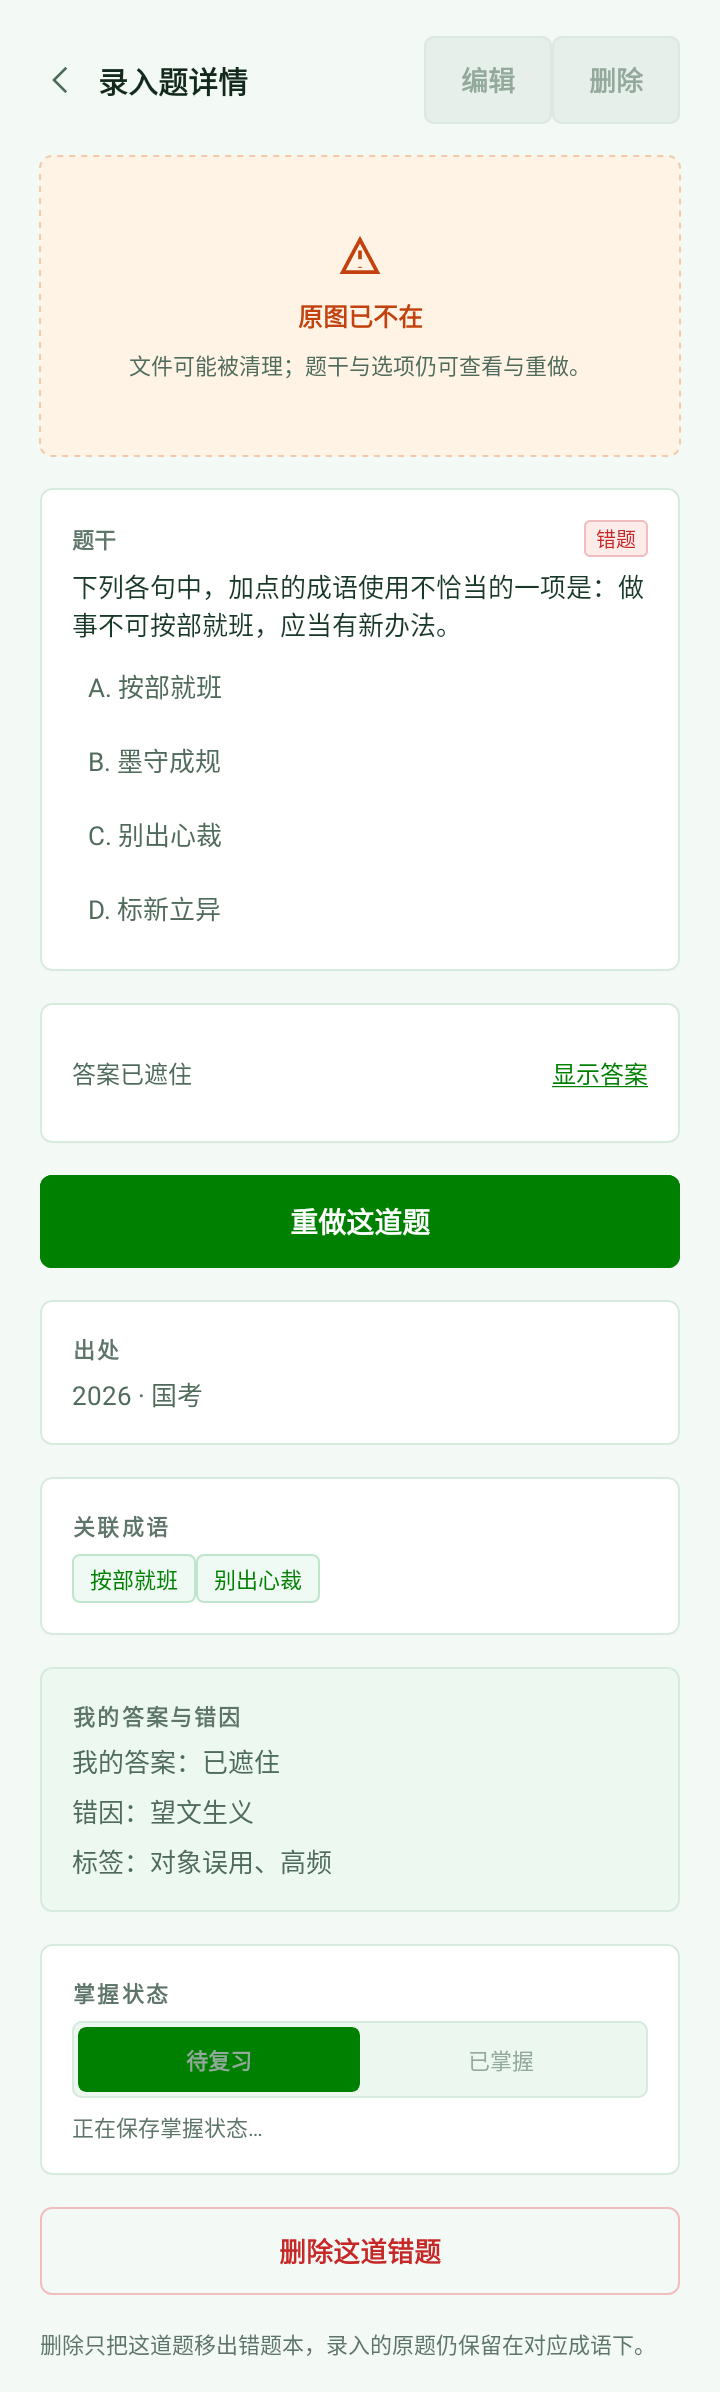 录入题详情
编辑
删除
原图已不在
文件可能被清理；题干与选项仍可查看与重做。
题干
错题
下列各句中，加点的成语使用不恰当的一项是：做
事不可按部就班，应当有新办法。
A. 按部就班
B. 墨守成规
C. 别出心裁
D. 标新立异
答案已遮住
显示答案
重做这道题
出处
2026 · 国考
关联成语
按部就班
别出心裁
我的答案与错因
我的答案：已遮住
错因：望文生义
标签：对象误用、高频
掌握状态
待复习
已掌握
正在保存掌握状态…
删除这道错题
删除只把这道题移出错题本，录入的原题仍保留在对应成语下。